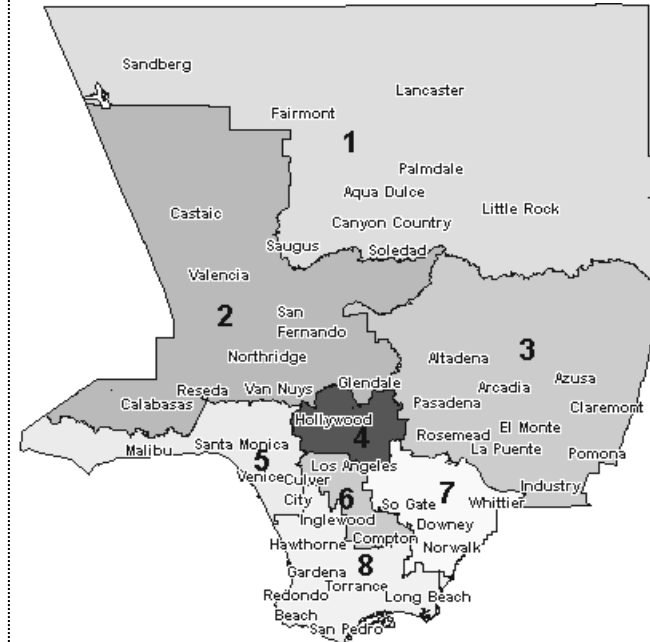 Sandberg
Lancaster
Fairmont
1
Palmdale
Aqua Dulce
Little Rock
Castaic
Canyon Country
Saugus
Soledad
Valencia
2
San
Fernando
3
Northridge
Altadena
Azusa
Reseda
Van Nuys
Glendale
Arcadia
Calabasas
Pasadena
Claremont
Hollywood
4
Rosemead
El Monte
Malibu
Santa Monica
La Puente
Pomona
5
Los Angeles
Venice
Culver
City
6
7
Industry
So Gate
Whittier
Inglewood
Downey
Hawthorne
Compton
Norwalk
8
Gardena
Torrance
Redondo
Beach
Long Beach
San Pedro